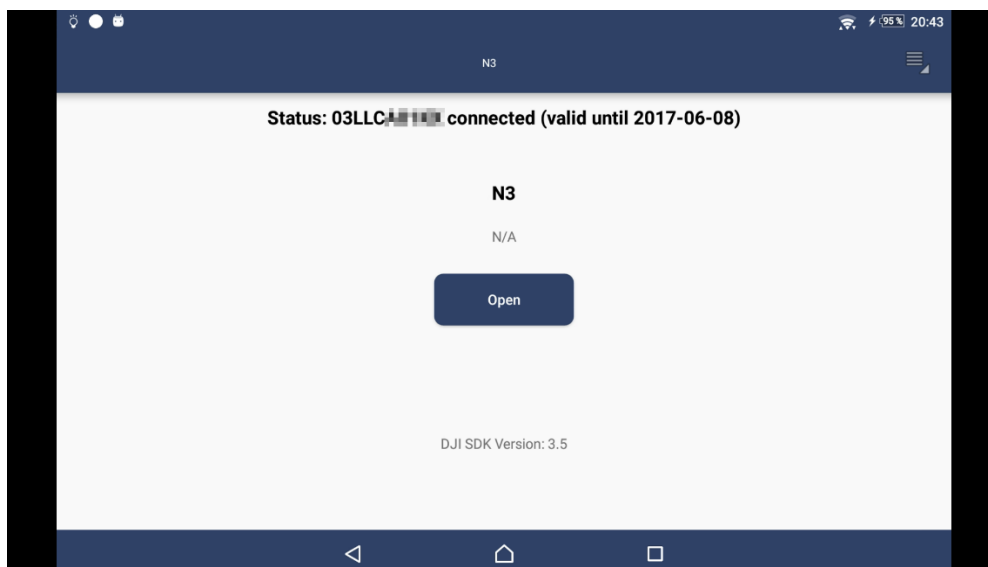 95% 20:43
N3
Status: 03LLC connected (valid until 2017-06-08)
N3
N/A
Open
DJI SDK Version: 3.5